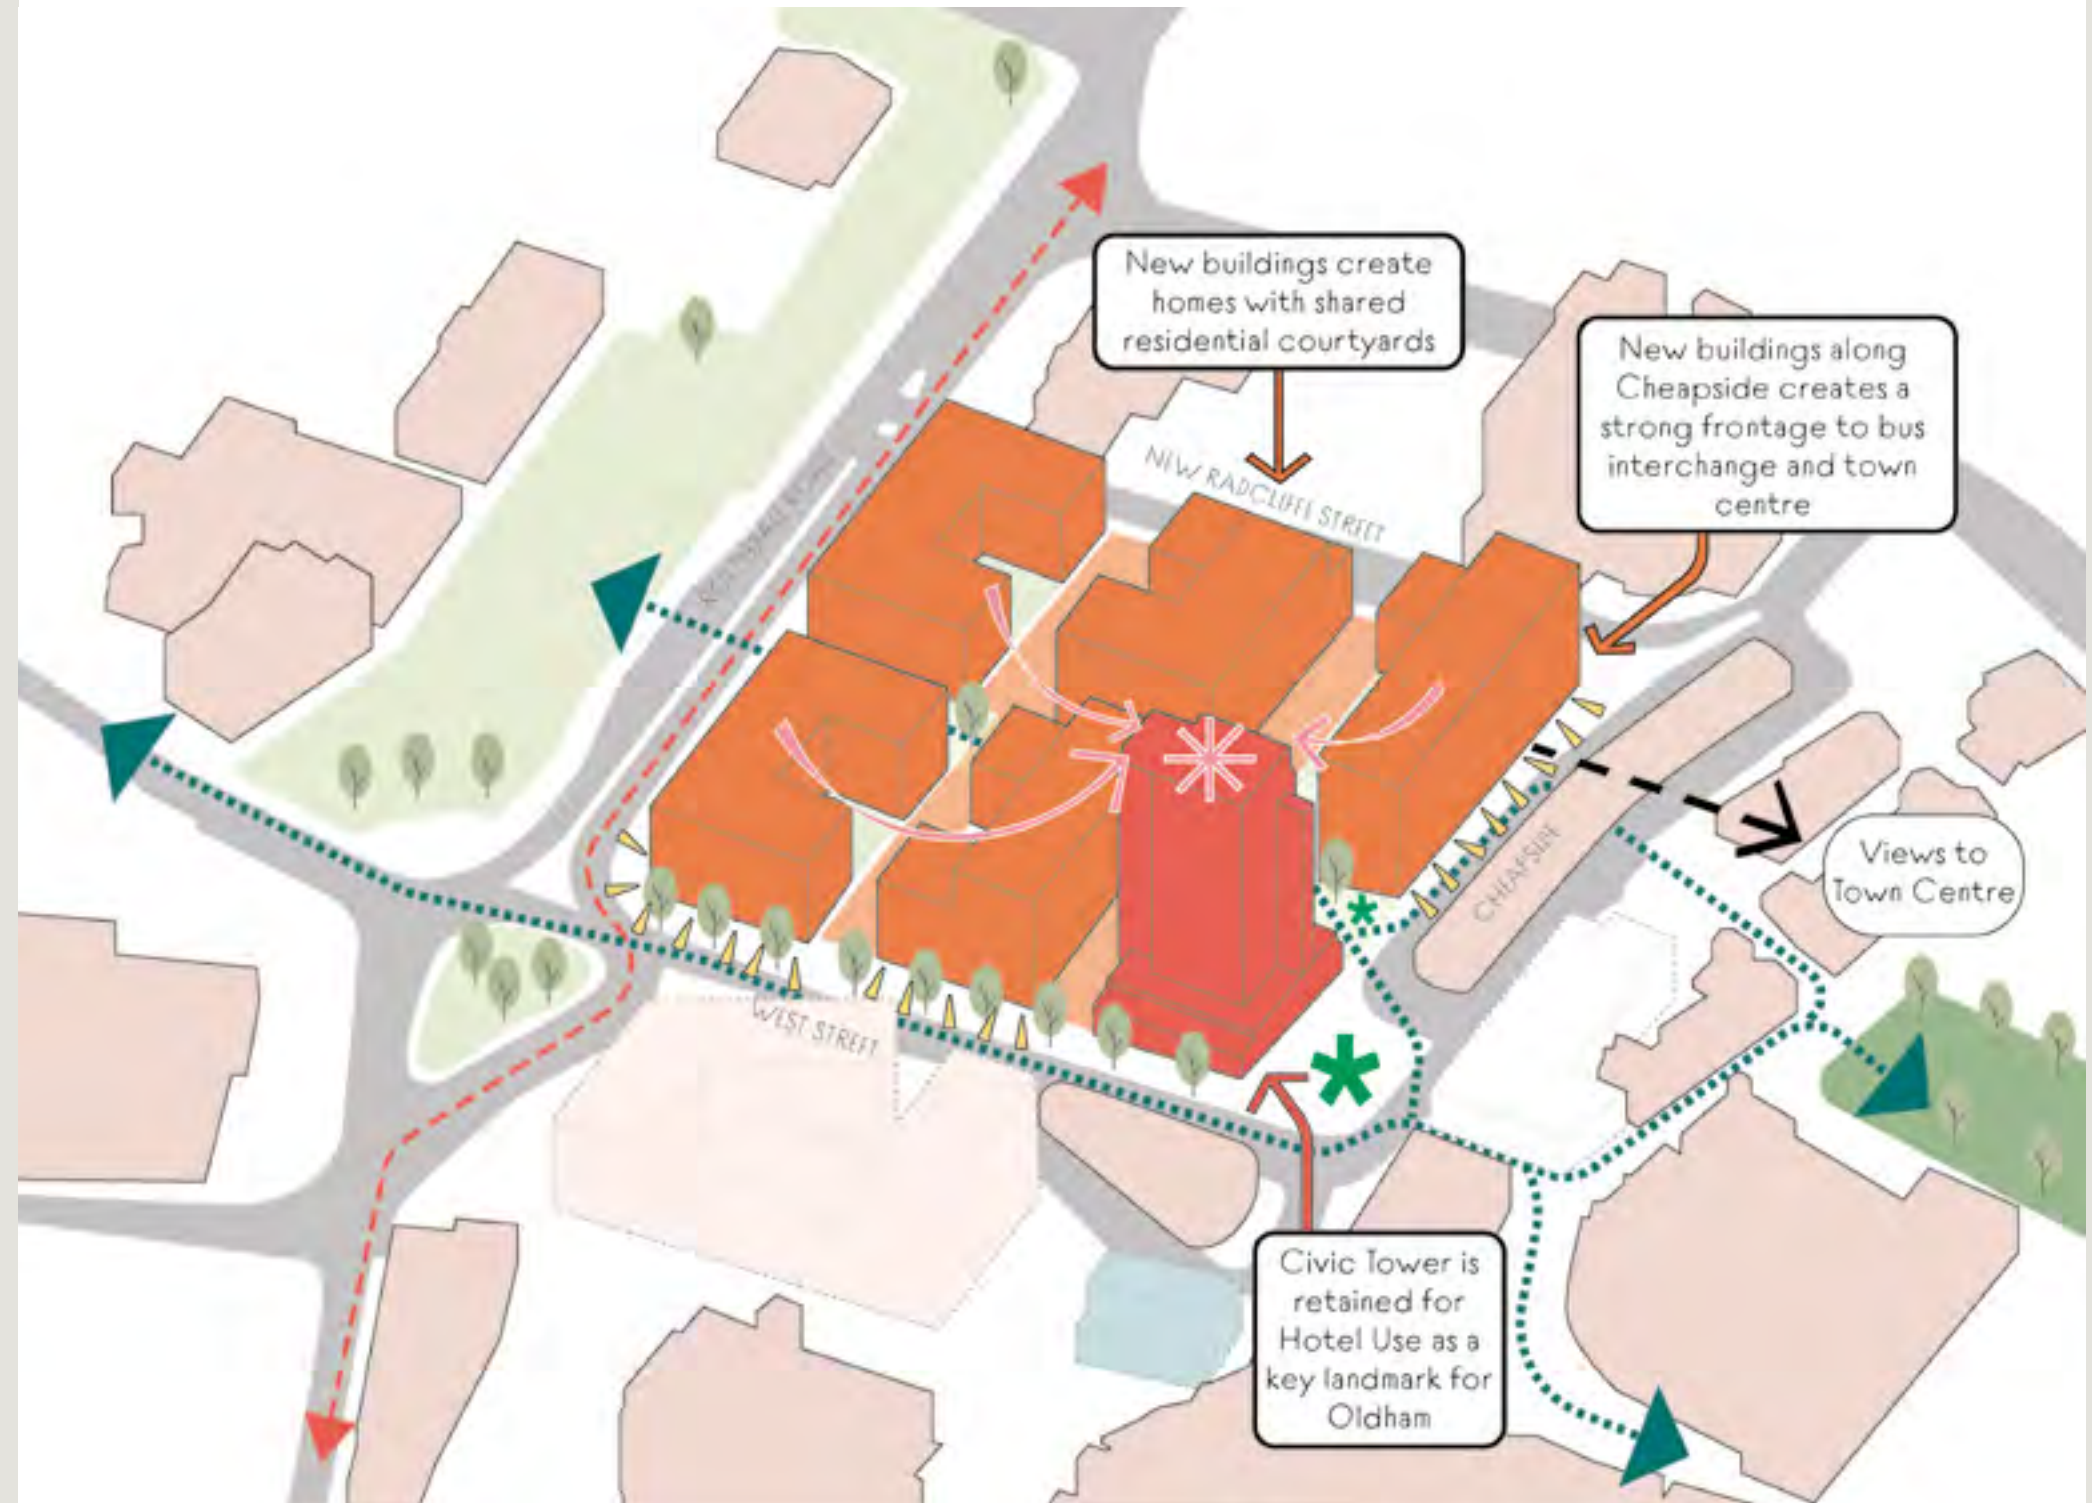 New buildings create
homes with shared
residential courtyards
New buildings along
Cheapside creates a
strong frontage to bus
interchange and town
centre
NEW RADCLIFFE STREET
CHEAPSIDE
Views to
Town Centre
WEST STREET
Civic Tower is
retained for
Hotel Use as a
key landmark for
Oldham